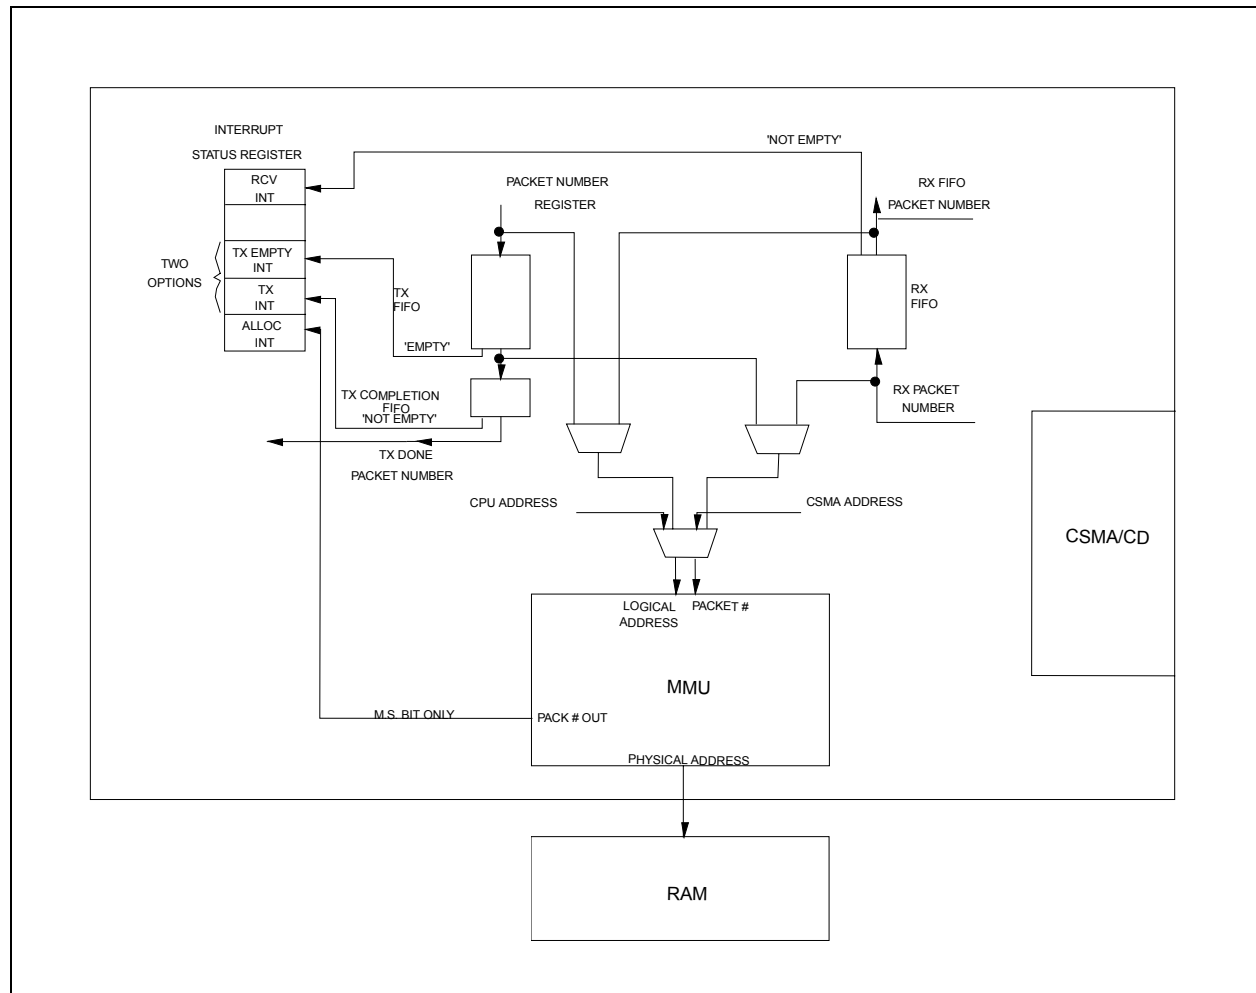 INTERRUPT
STATUS REGISTER
RCV
INT
TX EMPTY
INT
TX
INT
ALLOC
INT
TWO
OPTIONS
'NOT EMPTY'
PACKET NUMBER
REGISTER
RX FIFO
PACKET NUMBER
TX
FIFO
RX
FIFO
'EMPTY'
TX COMPLETION
FIFO
'NOT EMPTY'
RX PACKET
NUMBER
TX DONE
PACKET NUMBER
CPU ADDRESS
CSMA ADDRESS
CSMA/CD
LOGICAL
ADDRESS
PACKET #
MMU
M.S. BIT ONLY
PACK # OUT
PHYSICAL ADDRESS
RAM